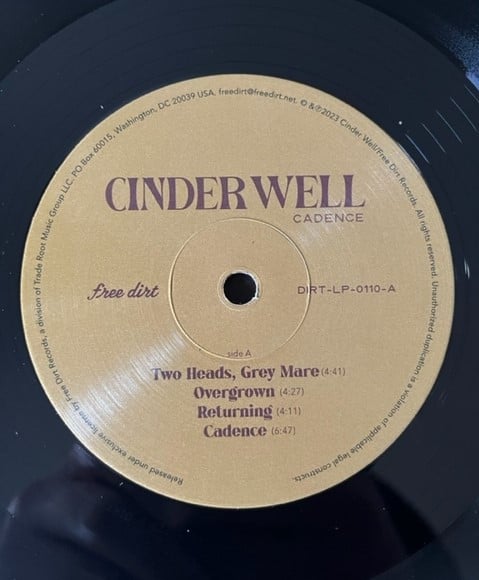 Released under exclusive license by Free Dirt Records, a division of Trade Root Music Group LLC. PO Box 60015, Washington, DC 20039 USA, freedirt@freedirt.net. © & ℗2023 Cinder Well/Free Dirt Records. All rights reserved. Unauthorized duplication is a violation of applicable legal constructs.
CINDER WELL
CADENCE
free dirt
DIRT-LP-0110-A
side A
Two Heads, Grey Mare (4:41)
Overgrown (4:27)
Returning (4:11)
Cadence (6:47)